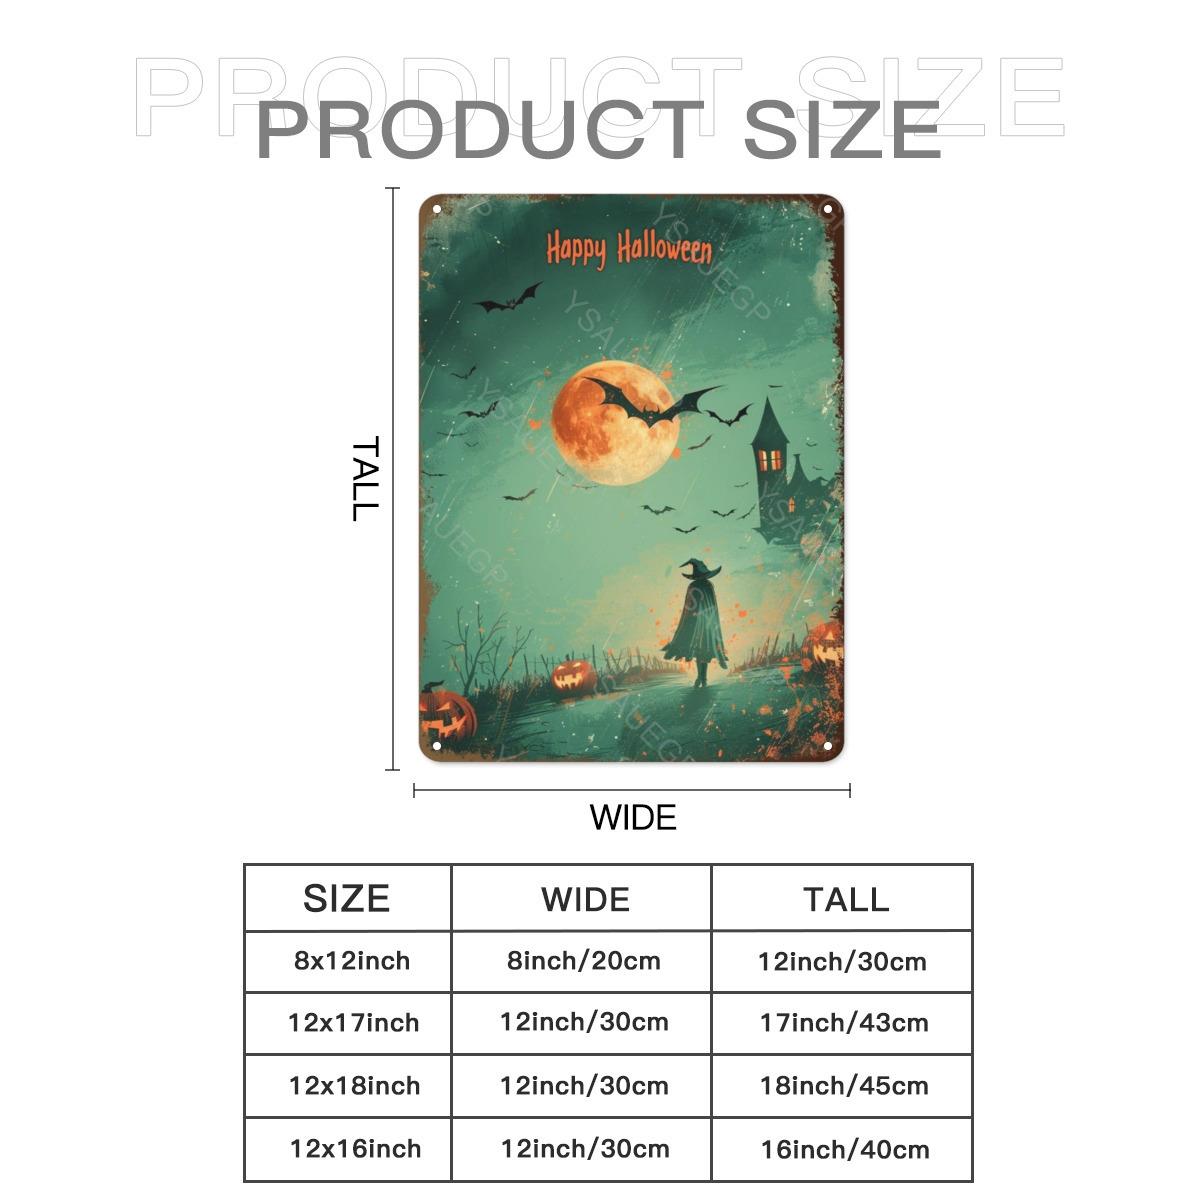 PRODUCT SIZE
PRODUCT SIZE
Happy Halloween
YSAUEGP
YSAUEGP
YSAUEGP
TALL
WIDE
SIZE WIDE TALL
8x12inch 8inch/20cm 12inch/30cm
12x17inch 12inch/30cm 17inch/43cm
12x18inch 12inch/30cm 18inch/45cm
12x16inch 12inch/30cm 16inch/40cm